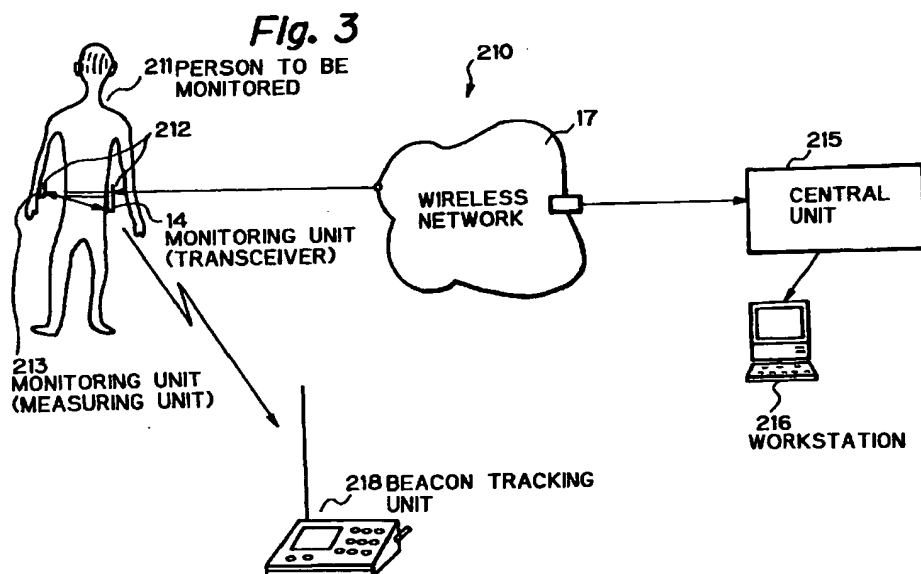 Fig. 3
210
211 PERSON TO BE
MONITORED
17
212
215
CENTRAL
UNIT
WIRELESS
NETWORK
14
MONITORING UNIT
(TRANSCEIVER)
213
MONITORING UNIT
(MEASURING UNIT)
216
WORKSTATION
218 BEACON TRACKING
UNIT